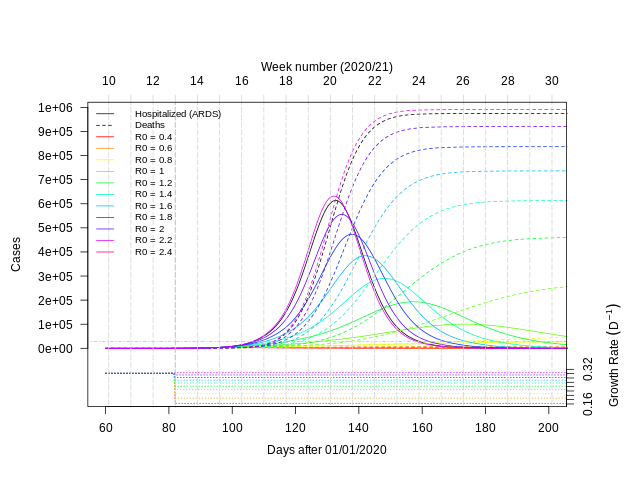 Week number (2020/21)
10 12 14 16 18 20 22 24 26 28 30
1e+06
9e+05
8e+05
7e+05
6e+05
5e+05
4e+05
3e+05
2e+05
1e+05
0e+00
Cases
Hospitalized (ARDS)
Deaths
R0 = 0.4
R0 = 0.6
R0 = 0.8
R0 = 1
R0 = 1.2
R0 = 1.4
R0 = 1.6
R0 = 1.8
R0 = 2
R0 = 2.2
R0 = 2.4
0.32
0.16
Growth Rate (D⁻¹)
60 80 100 120 140 160 180 200
Days after 01/01/2020